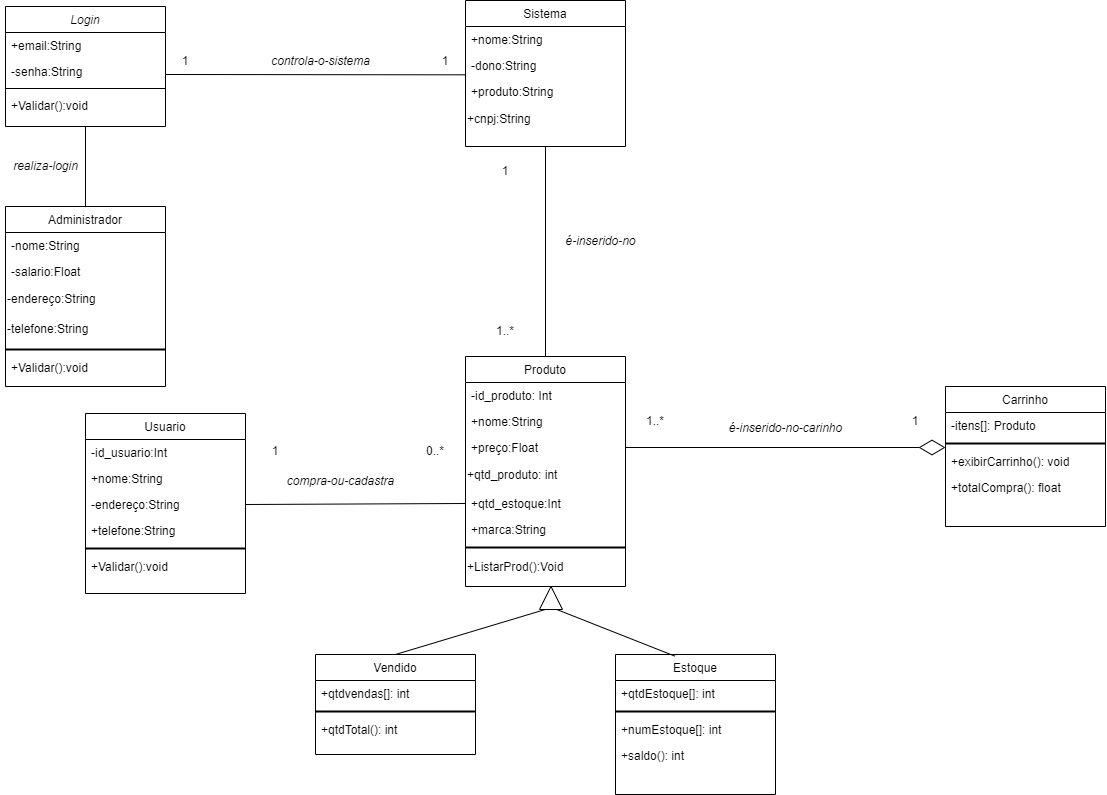 Login
+email:String
-senha:String
+Validar():void
1
controla-o-sistema
1
Sistema
+nome:String
-dono:String
+produto:String
+cnpj:String
realiza-login
Administrador
-nome:String
-salario:Float
-endereço:String
-telefone:String
+Validar():void
1
é-inserido-no
1..*
Produto
-id_produto: Int
+nome:String
+preço:Float
+qtd_produto: int
+qtd_estoque:Int
+marca:String
+ListarProd():Void
Usuario
-id_usuario:Int
+nome:String
-endereço:String
+telefone:String
+Validar():void
1
compra-ou-cadastra
0..*
1..*
é-inserido-no-carinho
1
Carrinho
-itens[]: Produto
+exibirCarrinho(): void
+totalCompra(): float
Vendido
+qtdvendas[]: int
+qtdTotal(): int
Estoque
+qtdEstoque[]: int
+numEstoque[]: int
+saldo(): int